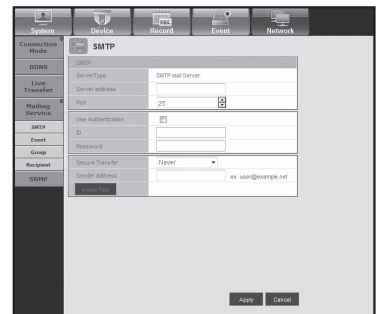 System Device Record Event Network
REC
Connection
Mode
DDNS
Live
Transfer
Mailing
Service
SMTP
Event
Group
Recipient
SNMP
SMTP
SMTP
ServerType SMTP mail Server
Server address
Port 25
Use Authentication
ID
Password
Secure Transfer Never
Sender address ex: user@example.net
e-mail Test
Apply Cancel